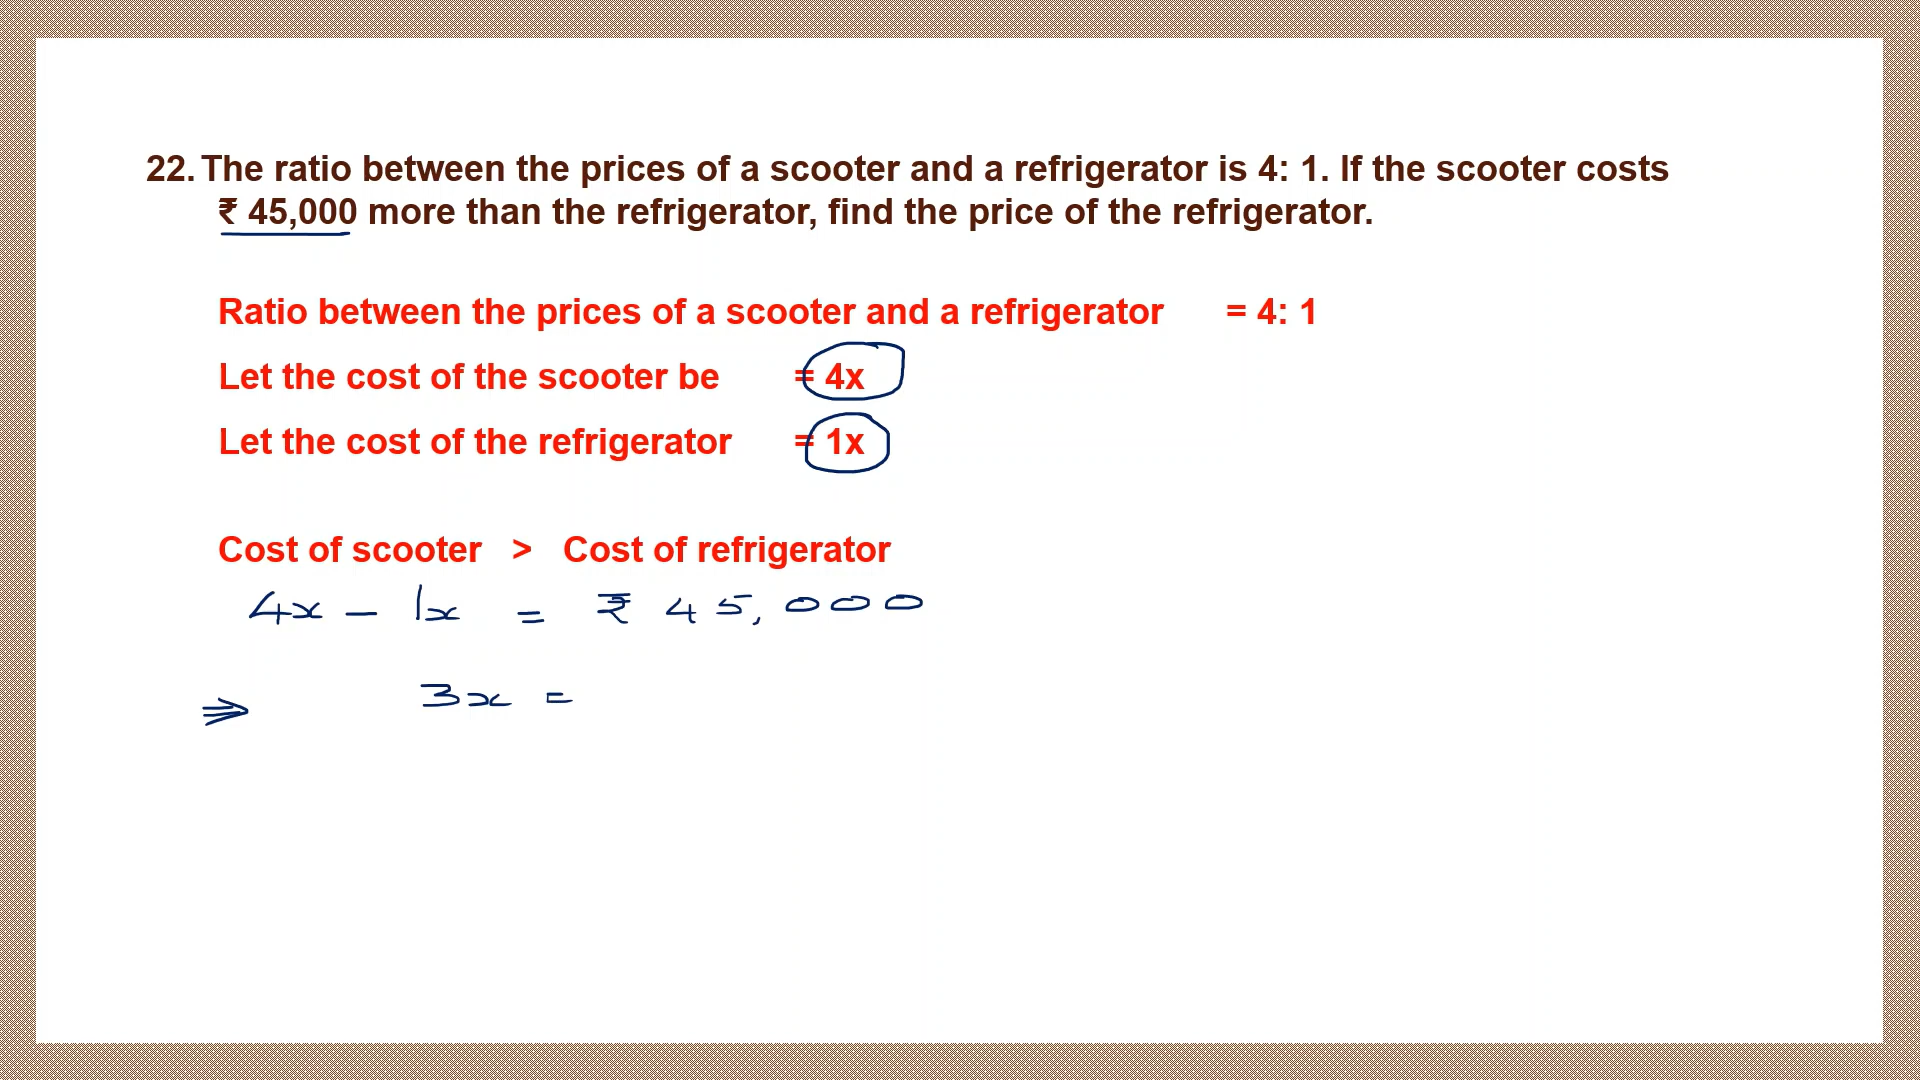 22. The ratio between the prices of a scooter and a refrigerator is 4: 1. If the scooter costs
₹ 45,000 more than the refrigerator, find the price of the refrigerator.
Ratio between the prices of a scooter and a refrigerator = 4: 1
Let the cost of the scooter be = 4x
Let the cost of the refrigerator = 1x
Cost of scooter > Cost of refrigerator
4x - 1x = ₹ 45,000
⇒ 3x =